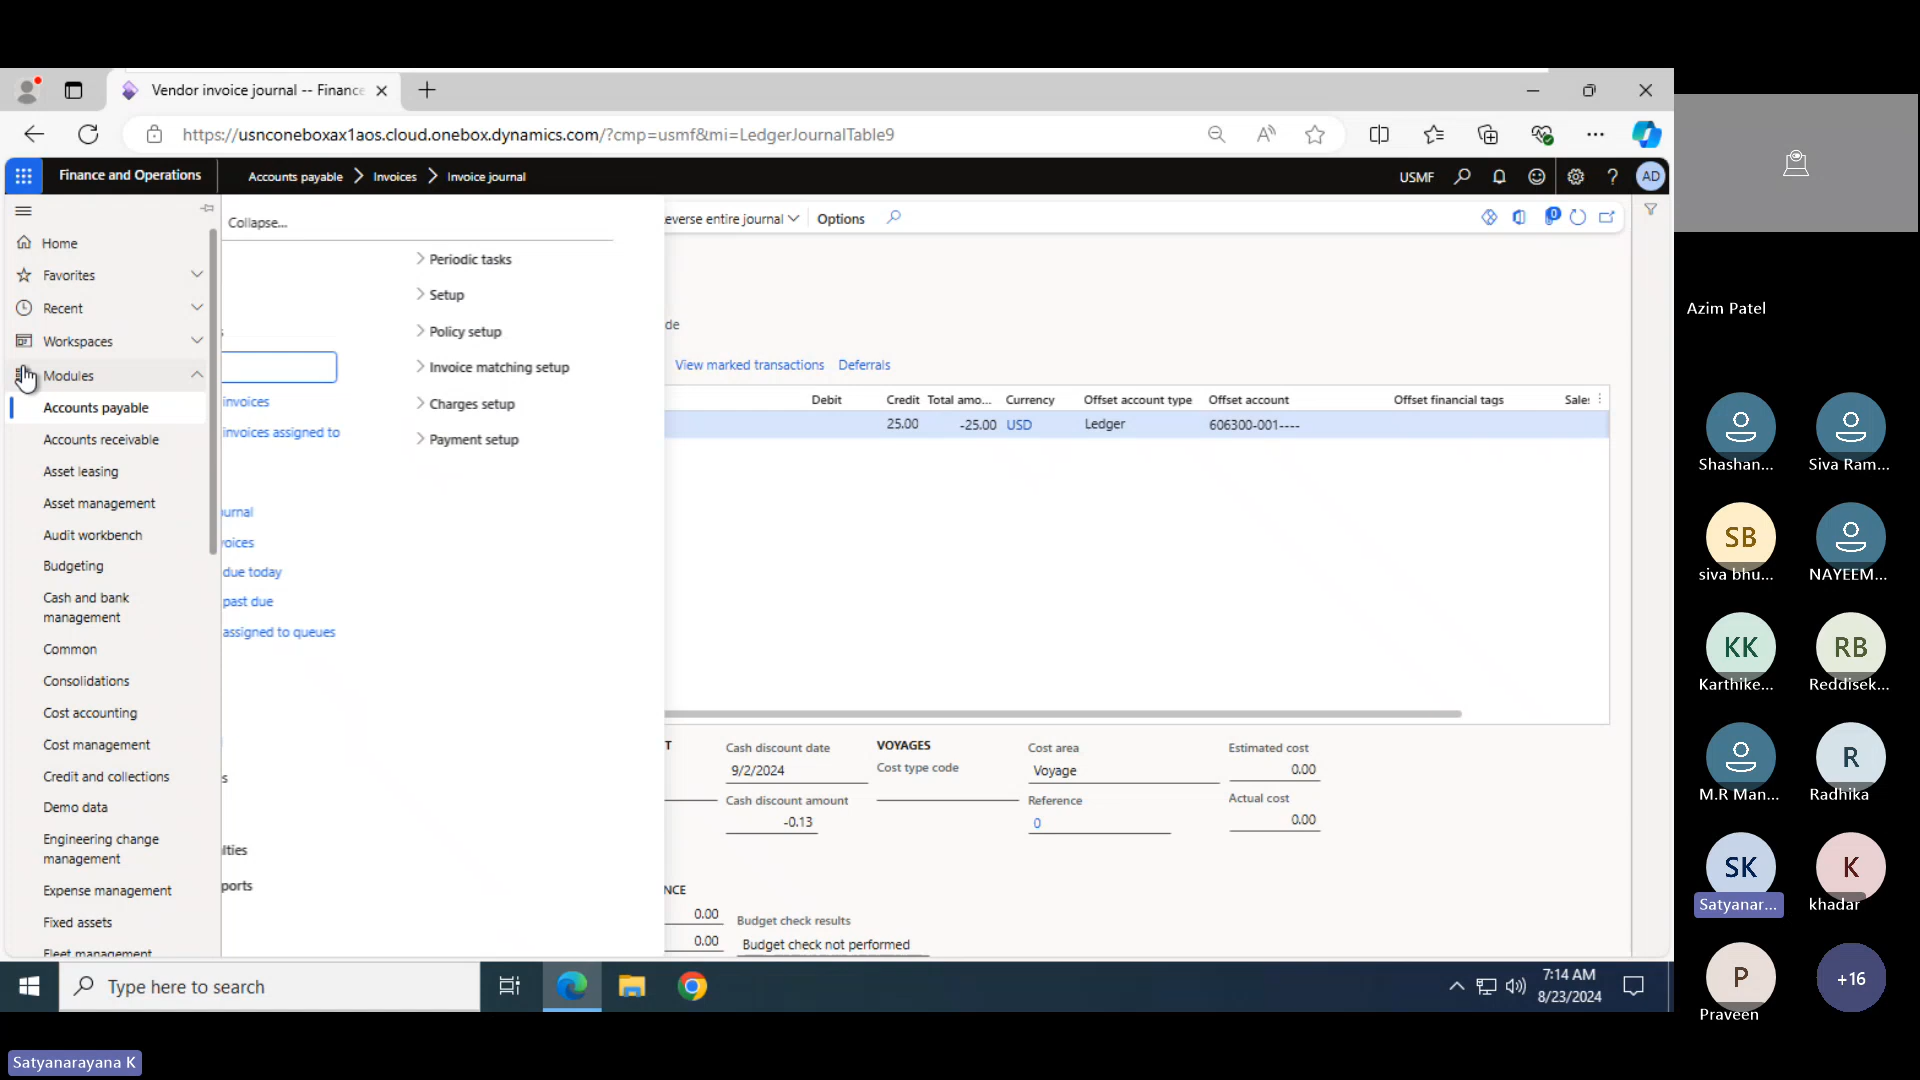 Vendor invoice journal -- Finance
https://usnconeboxax1aos.cloud.onebox.dynamics.com/?cmp=usmf&mi=LedgerJournalTable9
Finance and Operations
Accounts payable
Invoices
Invoice journal
USMF
AD
Collapse...
everse entire journal
Options
0
Home
Favorites
Recent
Workspaces
Modules
Accounts payable
Accounts receivable
Asset leasing
Asset management
Audit workbench
Budgeting
Cash and bank
management
Common
Consolidations
Cost accounting
Cost management
Credit and collections
Demo data
Engineering change
management
Expense management
Fixed assets
Fleet management
invoices
invoices assigned to
urnal
voices
due today
past due
assigned to queues
s
lties
ports
Periodic tasks
Setup
Policy setup
Invoice matching setup
Charges setup
Payment setup
de
View marked transactions
Deferrals
Debit
Credit
Total amo...
Currency
Offset account type
Offset account
Offset financial tags
Sale:
25.00
-25.00
USD
Ledger
606300-001----
T
Cash discount date
9/2/2024
Cash discount amount
-0.13
VOYAGES
Cost type code
Cost area
Voyage
Reference
0
Estimated cost
0.00
Actual cost
0.00
NCE
0.00
0.00
Budget check results
Budget check not performed
Type here to search
7:14 AM
8/23/2024
Azim Patel
Shashan...
Siva Ram...
SB
siva bhu...
NAYEEM...
KK
Karthike...
RB
Reddisek...
M.R Man...
R
Radhika
SK
Satyanar...
K
khadar
P
Praveen
+16
Satyanarayana K